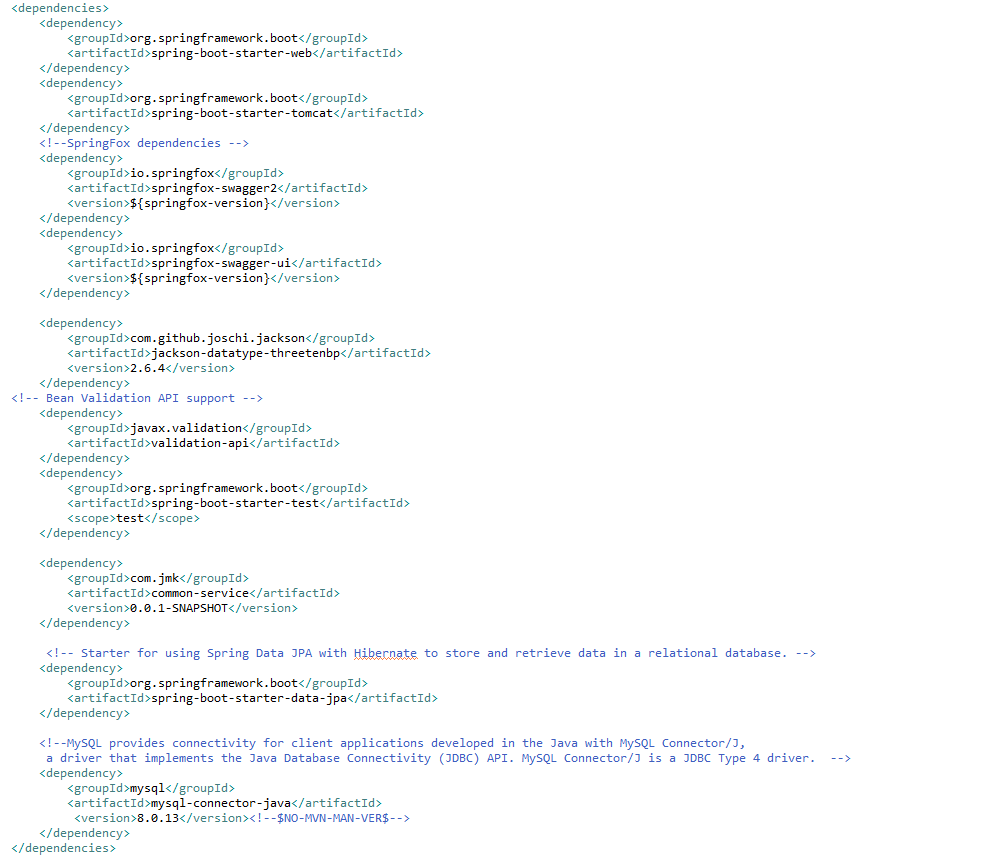 <dependencies>
<dependency>
<groupId>org.springframework.boot</groupId>
<artifactId>spring-boot-starter-web</artifactId>
</dependency>
<dependency>
<groupId>org.springframework.boot</groupId>
<artifactId>spring-boot-starter-tomcat</artifactId>
</dependency>
<!--SpringFox dependencies -->
<dependency>
<groupId>io.springfox</groupId>
<artifactId>springfox-swagger2</artifactId>
<version>${springfox-version}</version>
</dependency>
<dependency>
<groupId>io.springfox</groupId>
<artifactId>springfox-swagger-ui</artifactId>
<version>${springfox-version}</version>
</dependency>
<dependency>
<groupId>com.github.joschi.jackson</groupId>
<artifactId>jackson-datatype-threetenbp</artifactId>
<version>2.6.4</version>
</dependency>
<!-- Bean Validation API support -->
<dependency>
<groupId>javax.validation</groupId>
<artifactId>validation-api</artifactId>
</dependency>
<dependency>
<groupId>org.springframework.boot</groupId>
<artifactId>spring-boot-starter-test</artifactId>
<scope>test</scope>
</dependency>
<dependency>
<groupId>com.jmk</groupId>
<artifactId>common-service</artifactId>
<version>0.0.1-SNAPSHOT</version>
</dependency>
<!-- Starter for using Spring Data JPA with Hibernate to store and retrieve data in a relational database. -->
<dependency>
<groupId>org.springframework.boot</groupId>
<artifactId>spring-boot-starter-data-jpa</artifactId>
</dependency>
<!--MySQL provides connectivity for client applications developed in the Java with MySQL Connector/J,
a driver that implements the Java Database Connectivity (JDBC) API. MySQL Connector/J is a JDBC Type 4 driver.  -->
<dependency>
<groupId>mysql</groupId>
<artifactId>mysql-connector-java</artifactId>
<version>8.0.13</version><!--$NO-MVN-MAN-VER$-->
</dependency>
</dependencies>